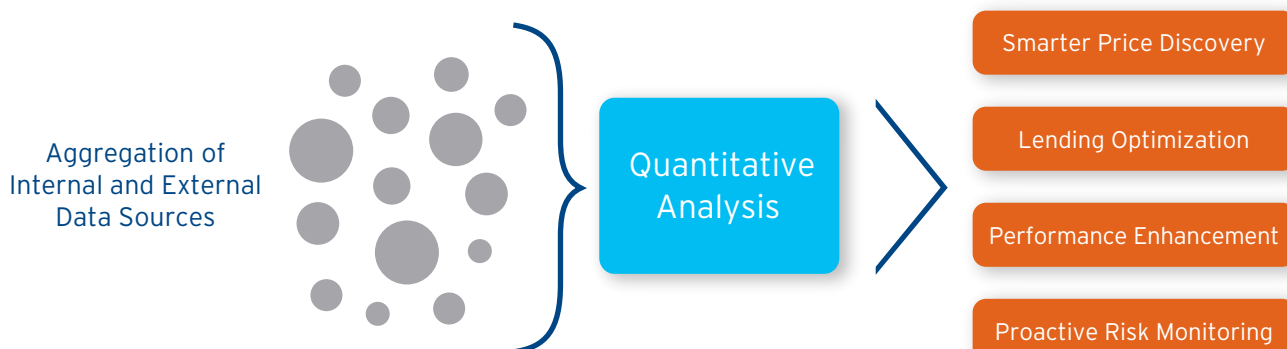 Aggregation of
Internal and External
Data Sources
Quantitative
Analysis
Smarter Price Discovery
Lending Optimization
Performance Enhancement
Proactive Risk Monitoring